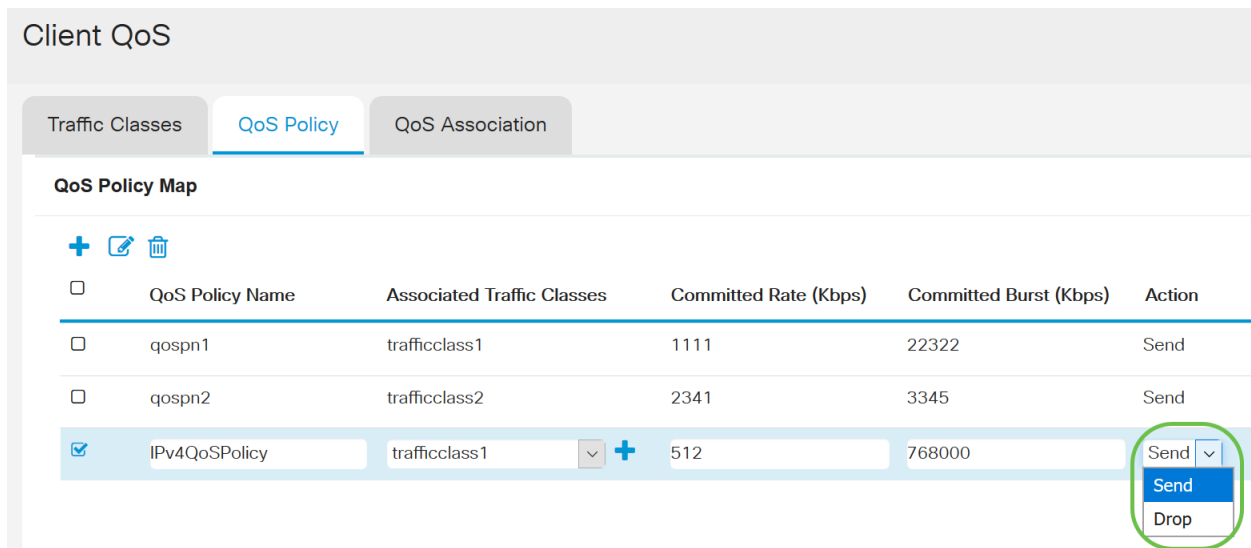 Client QoS
Traffic Classes QoS Policy QoS Association
QoS Policy Map
QoS Policy Name Associated Traffic Classes Committed Rate (Kbps) Committed Burst (Kbps) Action
qospn1 trafficclass1 1111 22322 Send
qospn2 trafficclass2 2341 3345 Send
IPv4QoSPolicy trafficclass1 512 768000 Send
Send
Drop